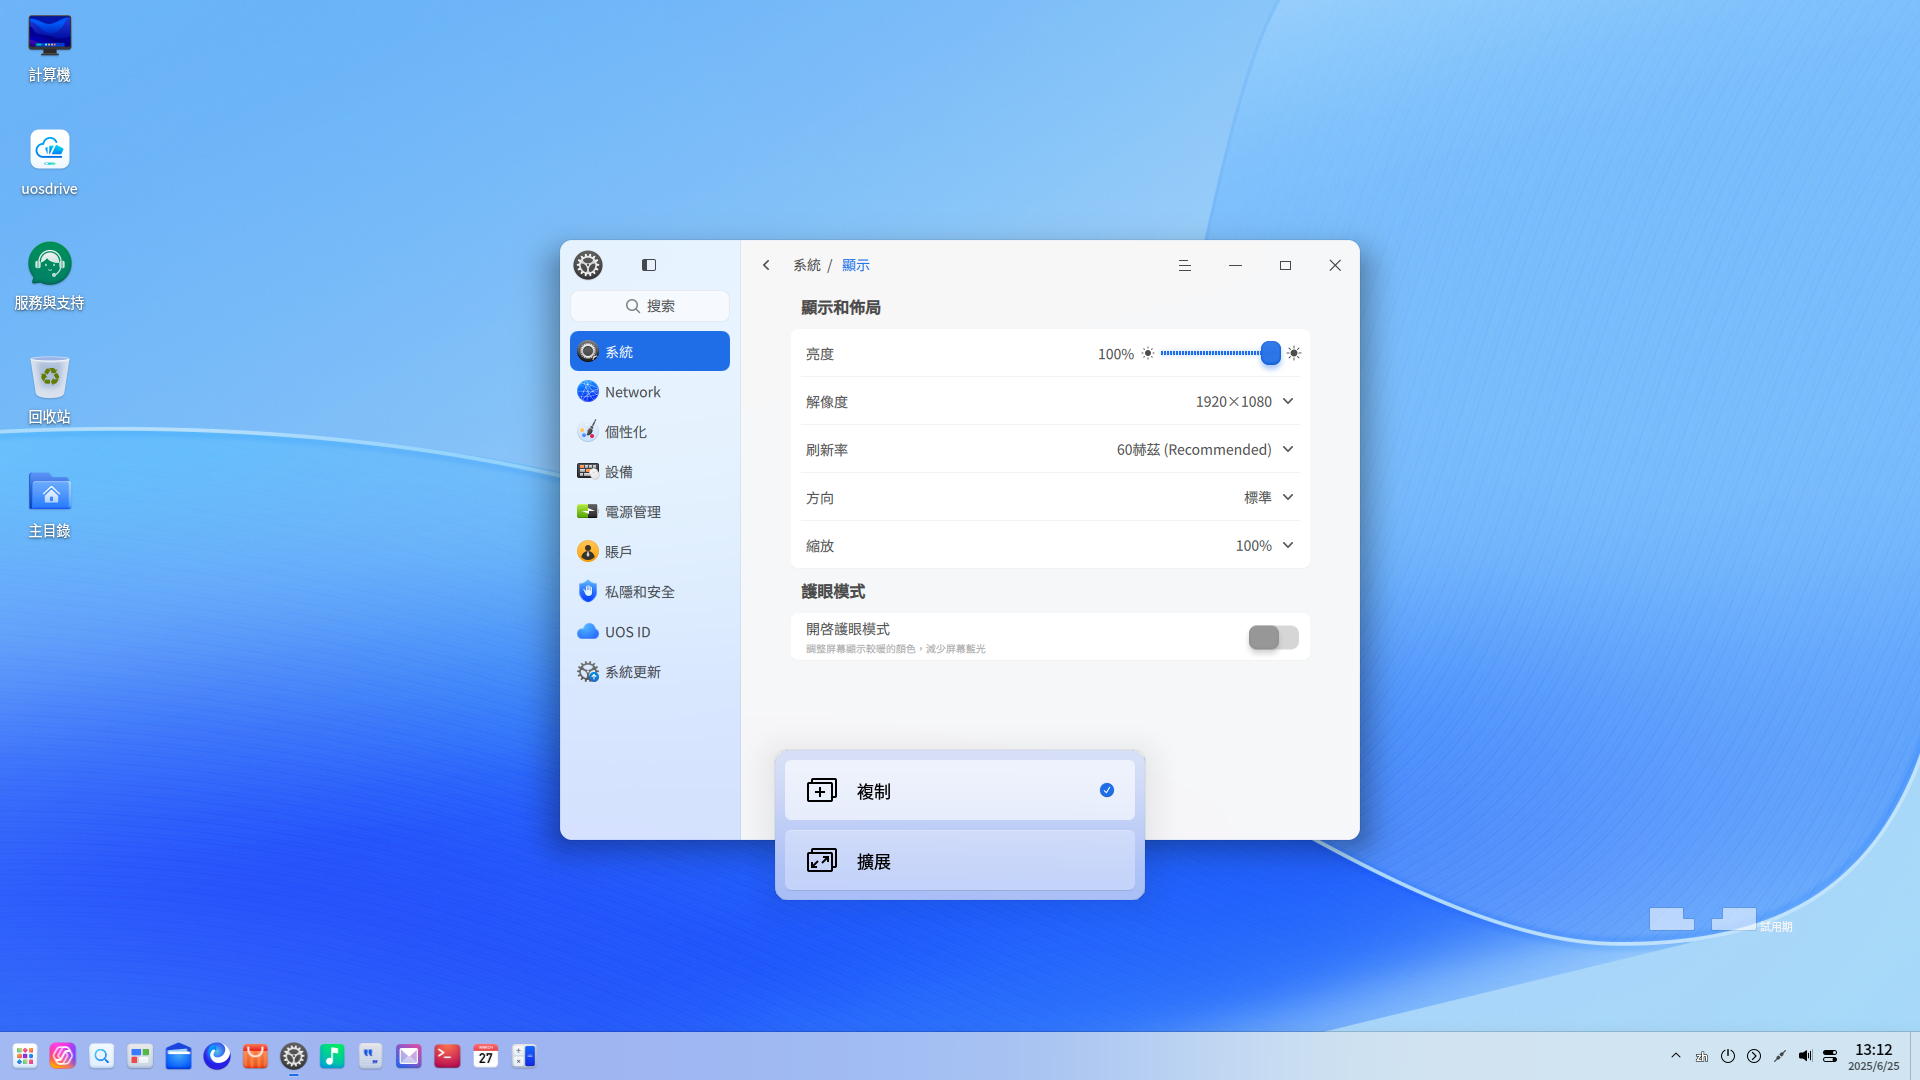 計算機
uosdrive
服務與支持
回收站
主目錄
系統 / 顯示
搜索
系統
Network
個性化
設備
電源管理
賬戶
私隱和安全
UOS ID
系統更新
顯示和佈局
亮度 100%
解像度 1920×1080
刷新率 60赫茲 (Recommended)
方向 標準
縮放 100%
護眼模式
開啓護眼模式
調整屏幕顯示較暖的顏色，減少屏幕藍光
複制
擴展
試用期
MARCH
27
zh
13:12
2025/6/25